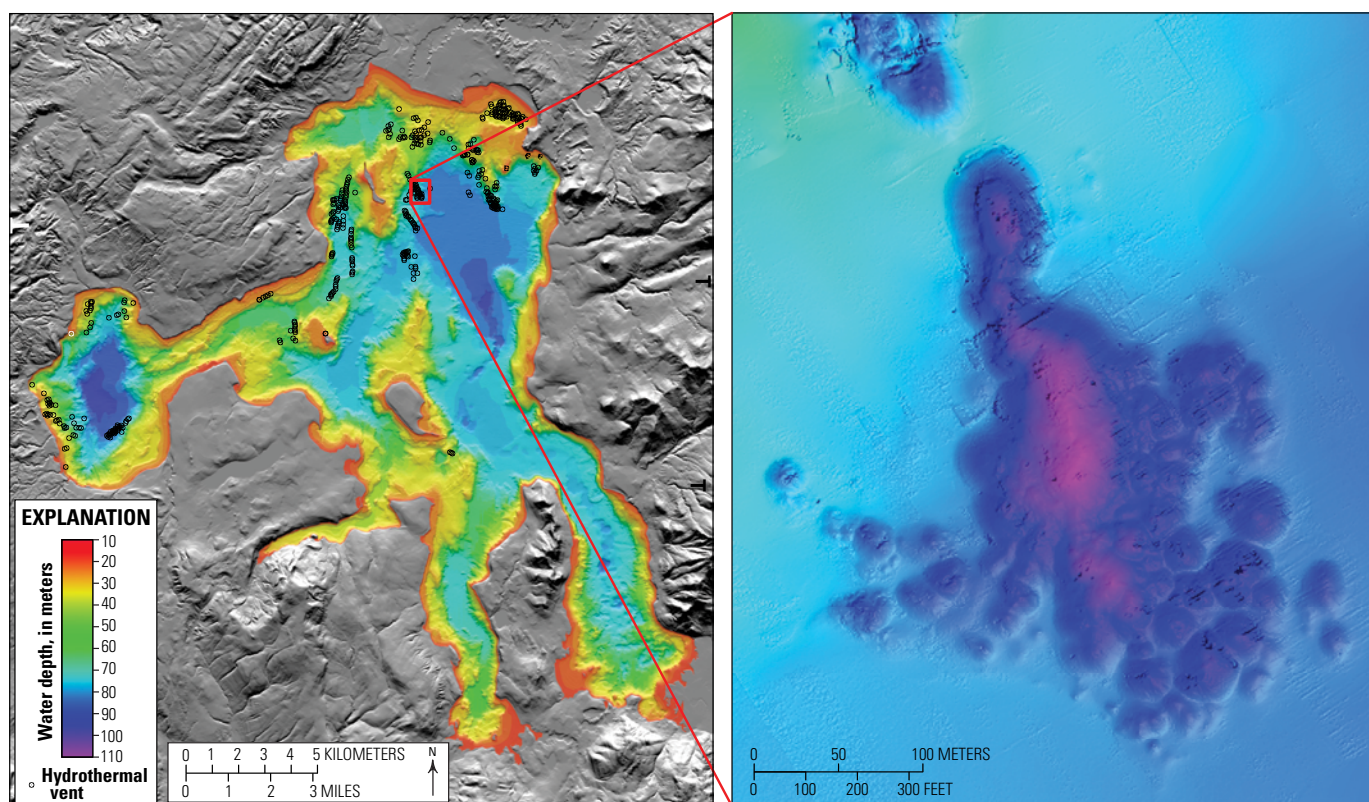 EXPLANATION
Water depth, in meters
10
20
30
40
50
60
70
80
90
100
110
Hydrothermal
vent
0 1 2 3 4 5 KILOMETERS
0 1 2 3 MILES
N
0 50 100 METERS
0 100 200 300 FEET